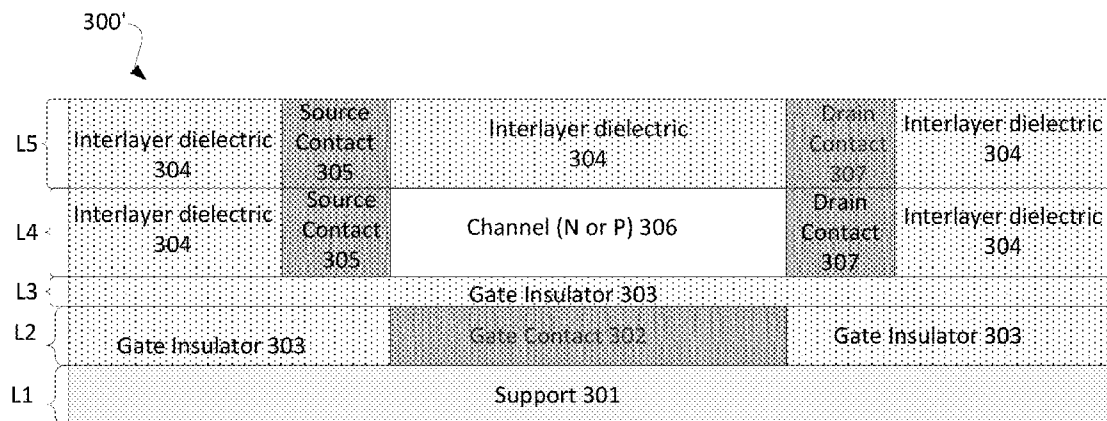 300'
L5
Interlayer dielectric
304
Source
Contact
305
Interlayer dielectric
304
Drain
Contact
307
Interlayer dielectric
304
L4
Interlayer dielectric
304
Source
Contact
305
Channel (N or P) 306
Drain
Contact
307
Interlayer dielectric
304
L3
Gate Insulator 303
L2
Gate Insulator 303
Gate Contact 302
Gate Insulator 303
L1
Support 301